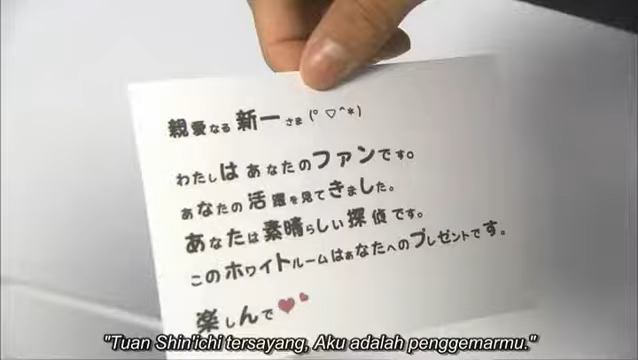 親愛なる 新一 さま (° ▽^*)
わたしはあなたのファンです。
あなたの活躍を見てきました。
あなたは素晴らしい探偵です。
このホワイトルームはあなたへのプレゼントです。
楽しんで❤❤
"Tuan Shin'ichi tersayang, Aku adalah penggemarmu."